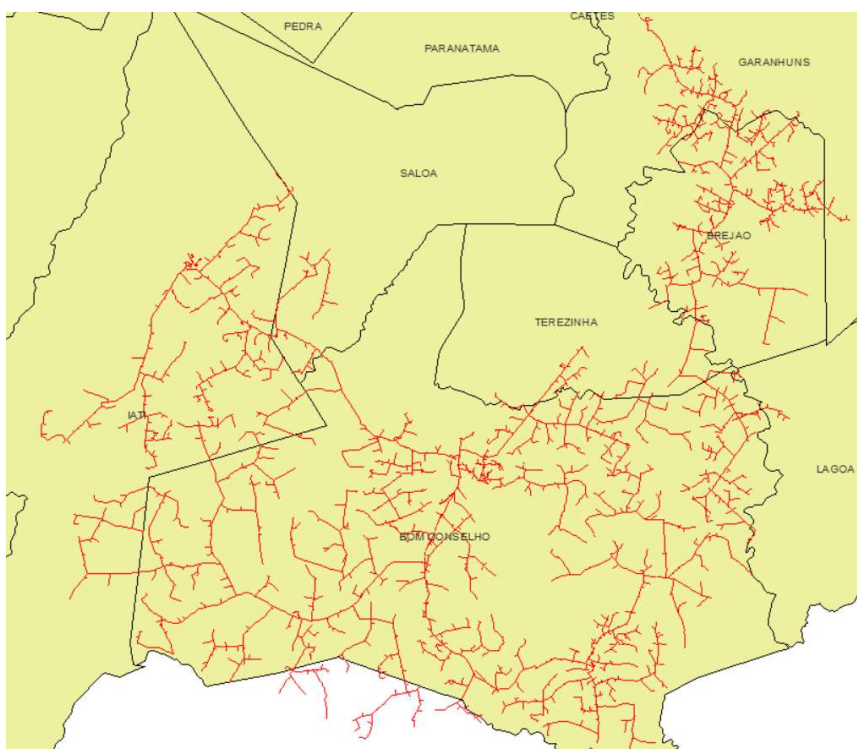 CAETES
PEDRA
PARANATAMA
GARANHUNS
SALOA
BREJAO
TEREZINHA
IATI
LAGOA
BOM CONSELHO